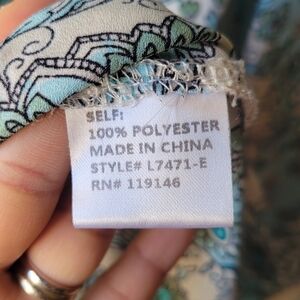 SELF:
100% POLYESTER
MADE IN CHINA
STYLE# L7471-E
RN# 119146